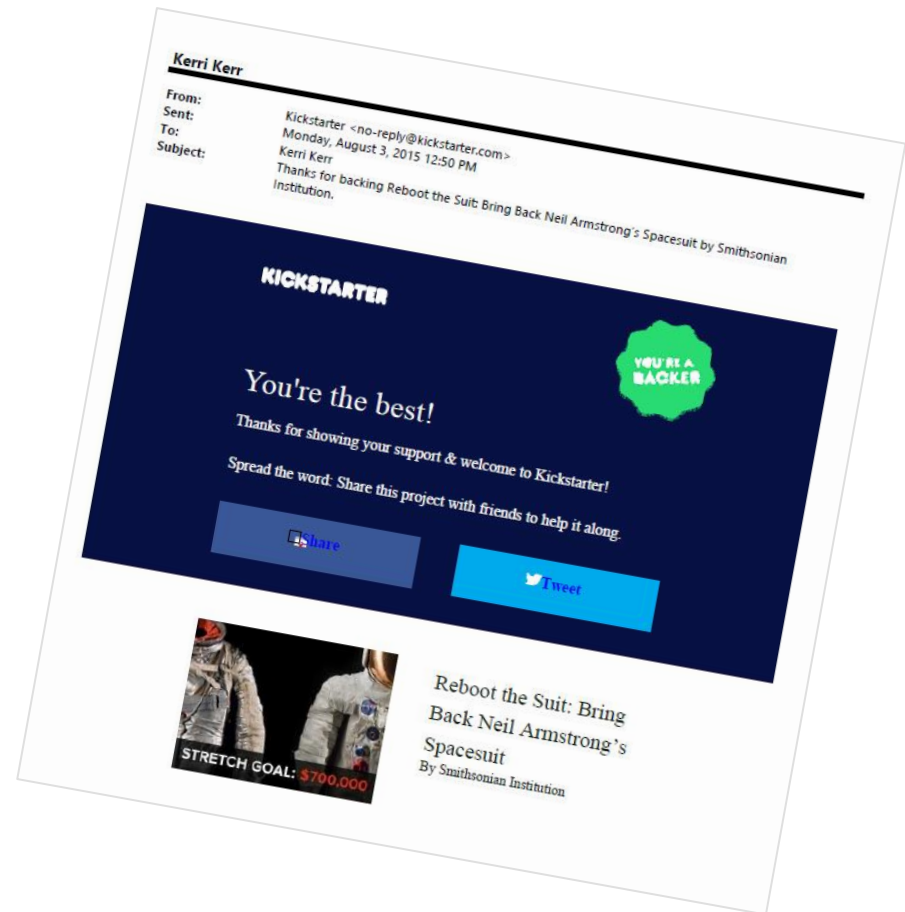 Kerri Kerr
From: Kickstarter <no-reply@kickstarter.com>
Sent: Monday, August 3, 2015 12:50 PM
To: Kerri Kerr
Subject: Thanks for backing Reboot the Suit: Bring Back Neil Armstrong's Spacesuit by Smithsonian
Institution.
KICKSTARTER
YOU'RE A
BACKER
You're the best!
Thanks for showing your support & welcome to Kickstarter!
Spread the word: Share this project with friends to help it along.
Share
Tweet
STRETCH GOAL: $700,000
Reboot the Suit: Bring
Back Neil Armstrong’s
Spacesuit
By Smithsonian Institution